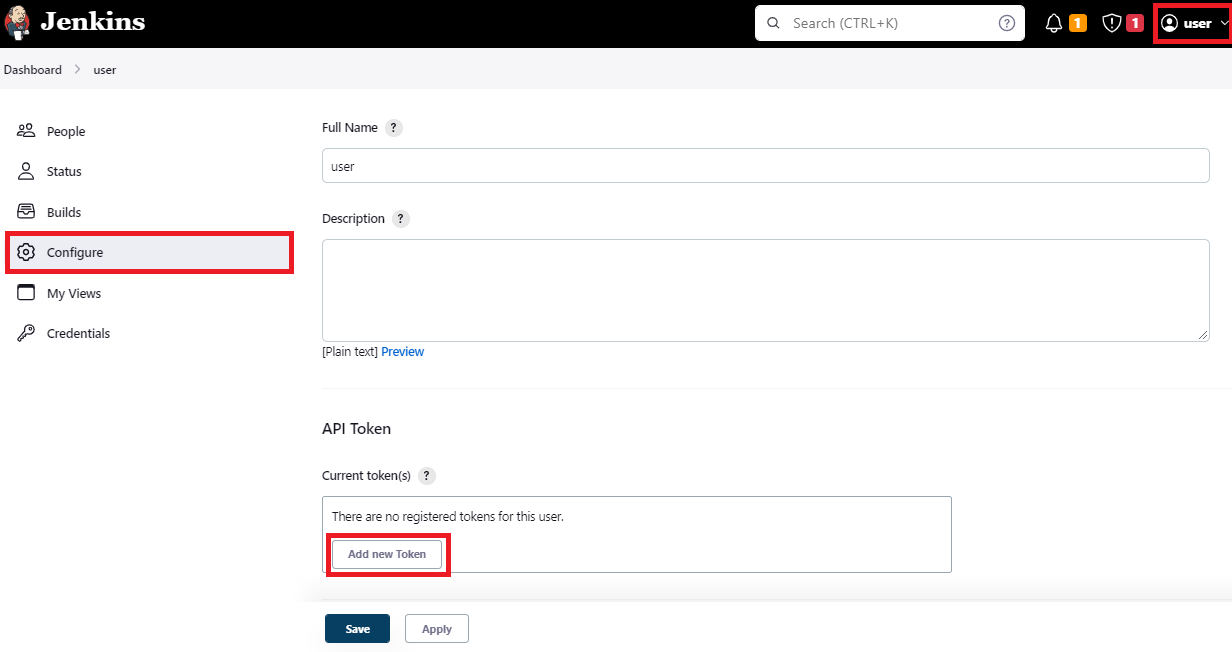 Jenkins
Search (CTRL+K)
?
1
1
user
Dashboard
user
People
Status
Builds
Configure
My Views
Credentials
Full Name ?
user
Description ?
[Plain text] Preview
API Token
Current token(s) ?
There are no registered tokens for this user.
Add new Token
Save
Apply